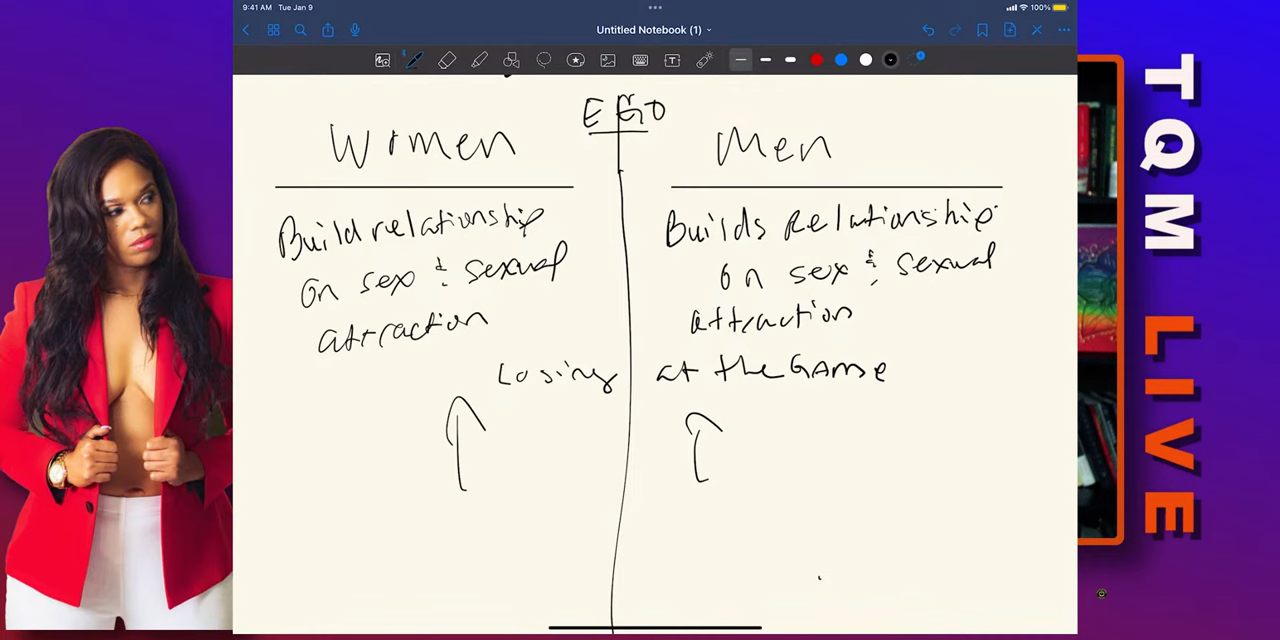 9:41 AM Tue Jan 9
100%
Untitled Notebook (1)
EGO
Women
Men
Build relationship
on sex & sexual
attraction
Builds Relationship
on sex & sexual
attraction
Losing at the GAme
TQM LIVE